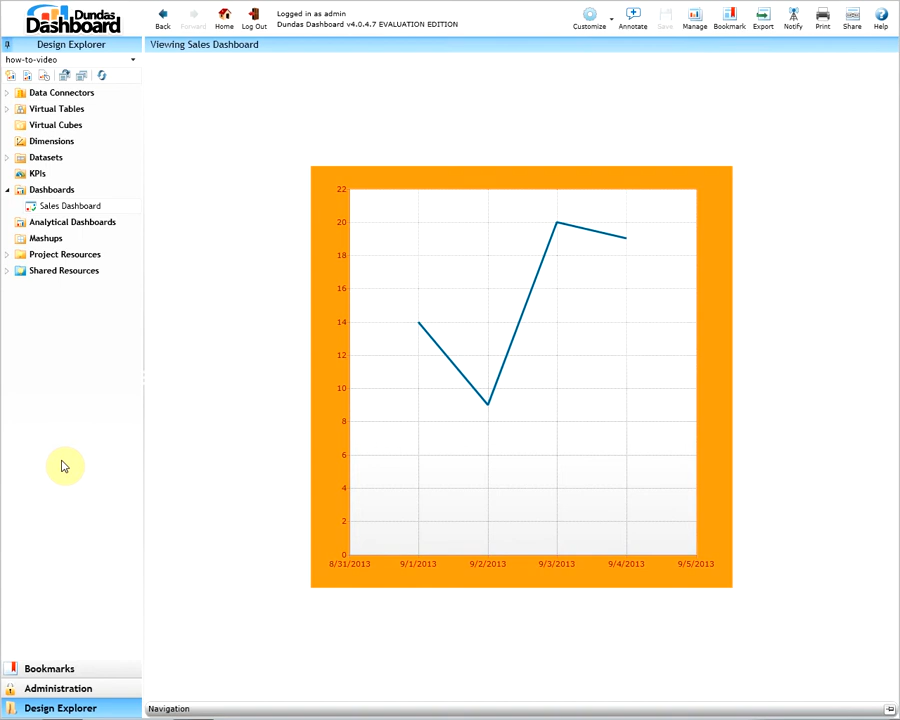 Dundas
Dashboard
Back
Forward
Home
Log Out
Logged in as admin
Dundas Dashboard v4.0.4.7 EVALUATION EDITION
Customize
Annotate
Save
Manage
Bookmark
Export
Notify
Print
Share
Help
Design Explorer
Viewing Sales Dashboard
how-to-video
Data Connectors
Virtual Tables
Virtual Cubes
Dimensions
Datasets
KPIs
Dashboards
Sales Dashboard
Analytical Dashboards
Mashups
Project Resources
Shared Resources
22
20
18
16
14
12
10
8
6
4
2
0
8/31/2013
9/1/2013
9/2/2013
9/3/2013
9/4/2013
9/5/2013
Bookmarks
Administration
Design Explorer
Navigation